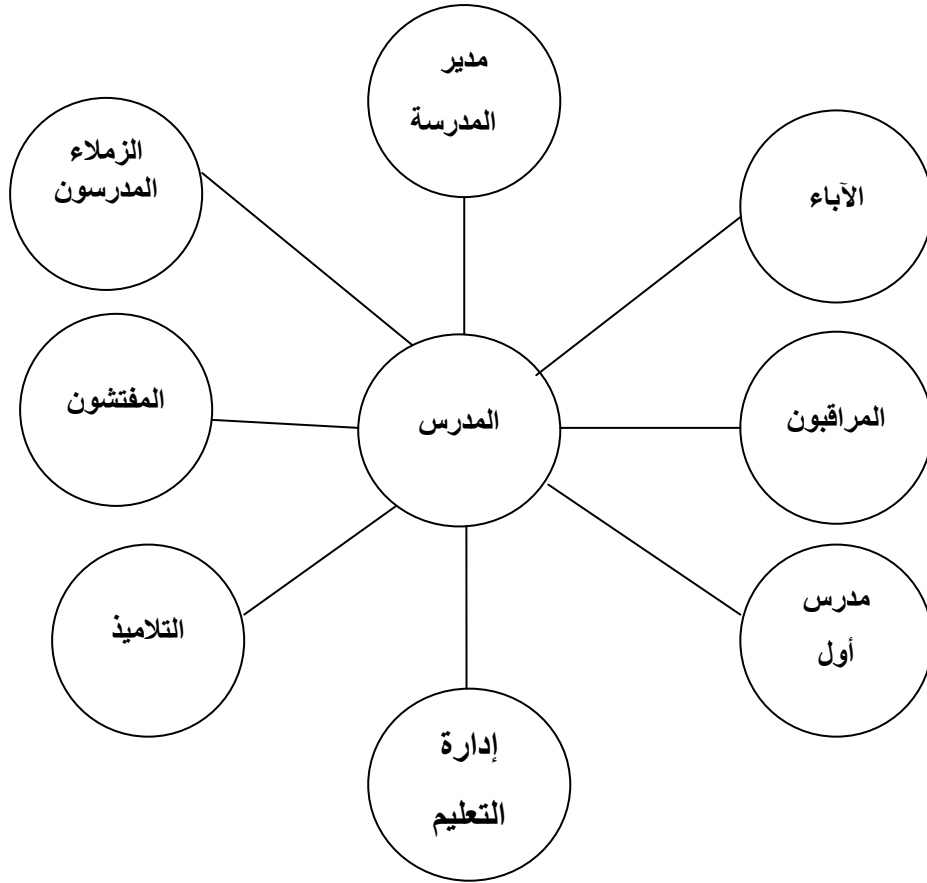 مدير
المدرسة
الآباء
الزملاء
المدرسون
المراقبون
المدرس
المفتشون
مدرس
أول
التلاميذ
إدارة
التعليم